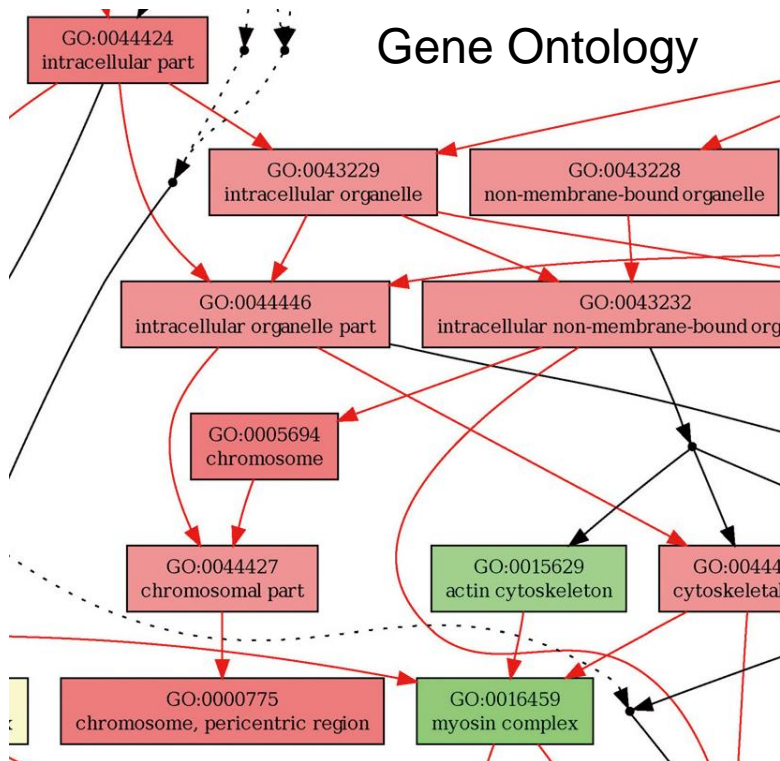 Gene Ontology
GO:0044424
intracellular part
GO:0043229
intracellular organelle
GO:0043228
non-membrane-bound organelle
GO:0044446
intracellular organelle part
GO:0043232
intracellular non-membrane-bound org
GO:0005694
chromosome
GO:0044427
chromosomal part
GO:0015629
actin cytoskeleton
GO:00444
cytoskeletal
GO:0000775
chromosome, pericentric region
GO:0016459
myosin complex